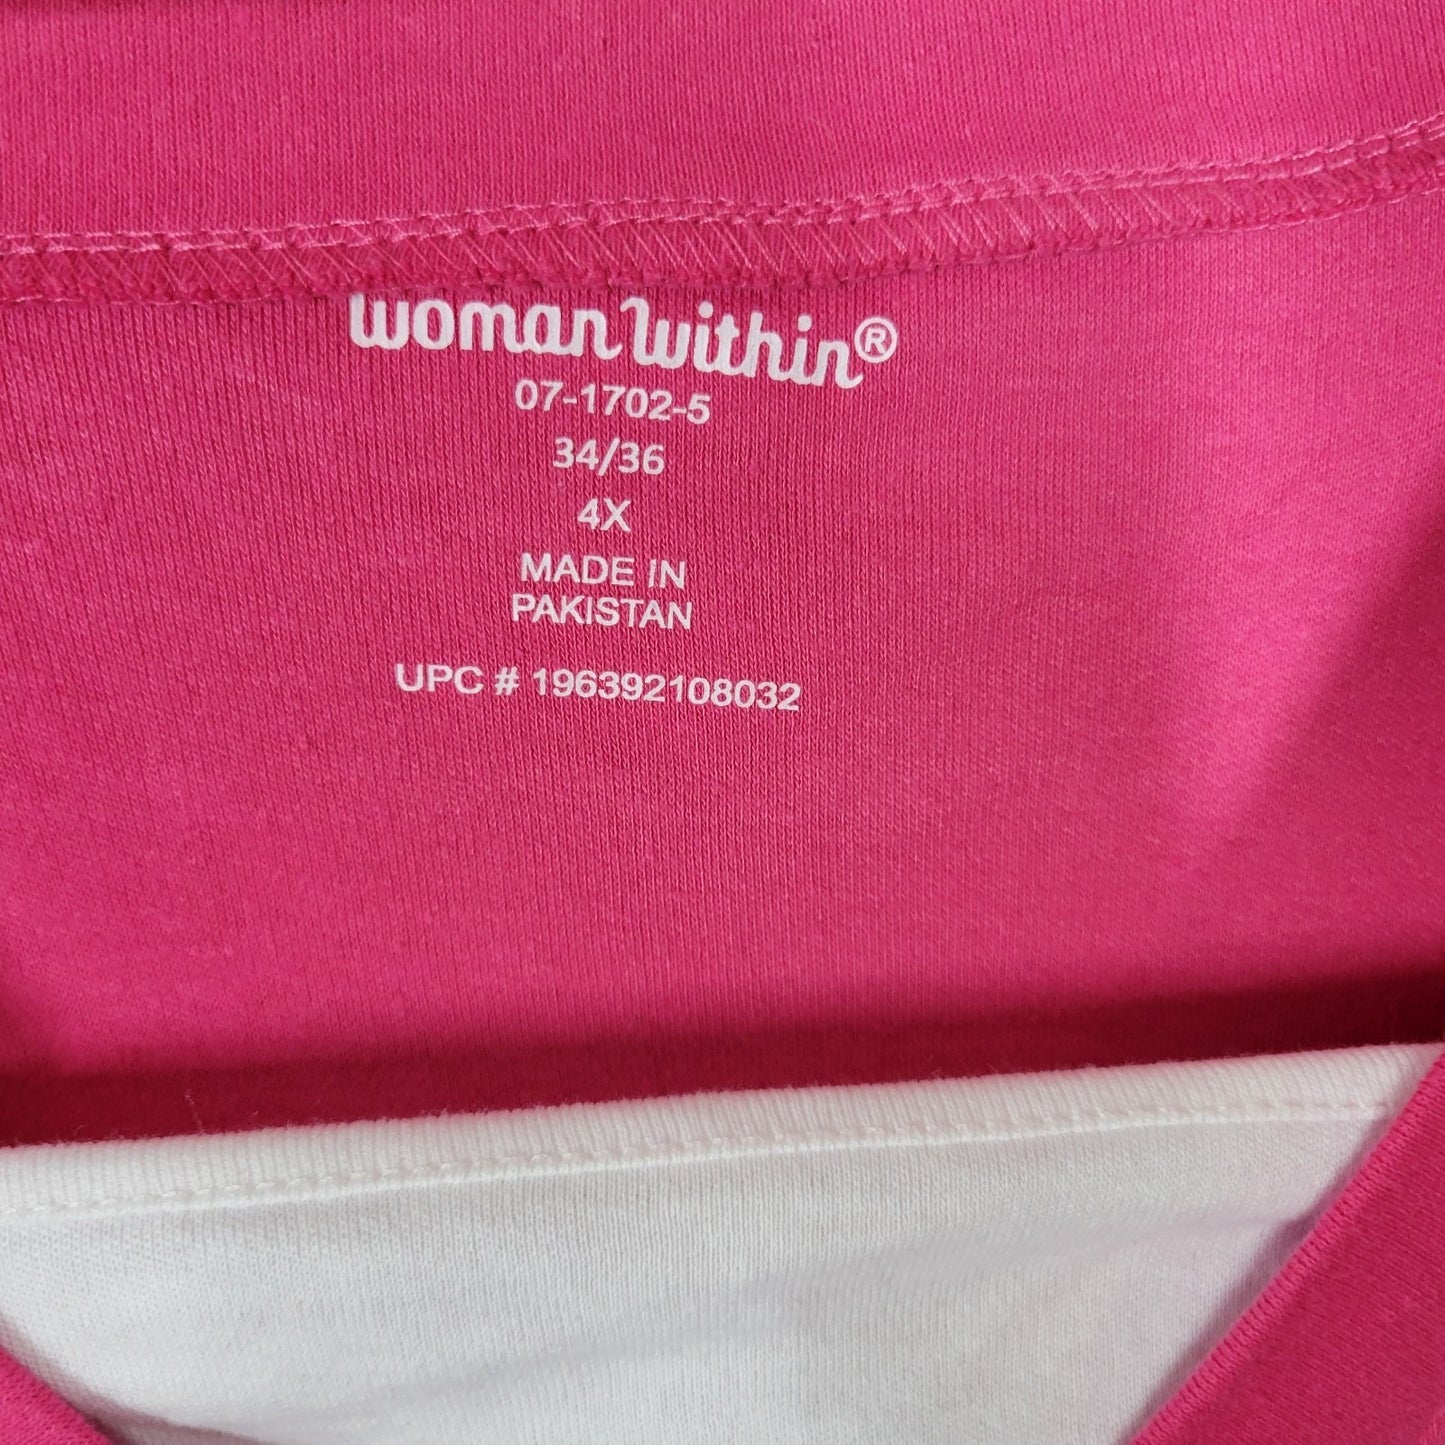 woman within®
07-1702-5
34/36
4X
MADE IN
PAKISTAN
UPC # 196392108032